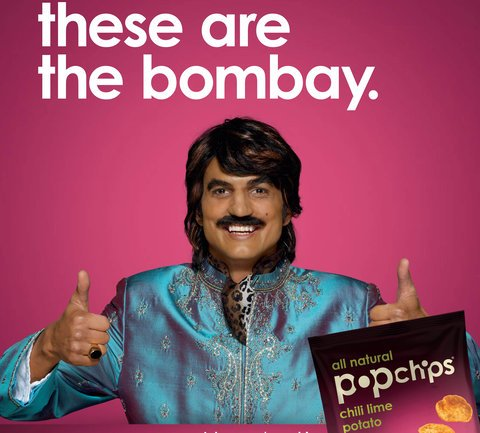 these are
the bombay.
all natural
popchips
chili lime
potato